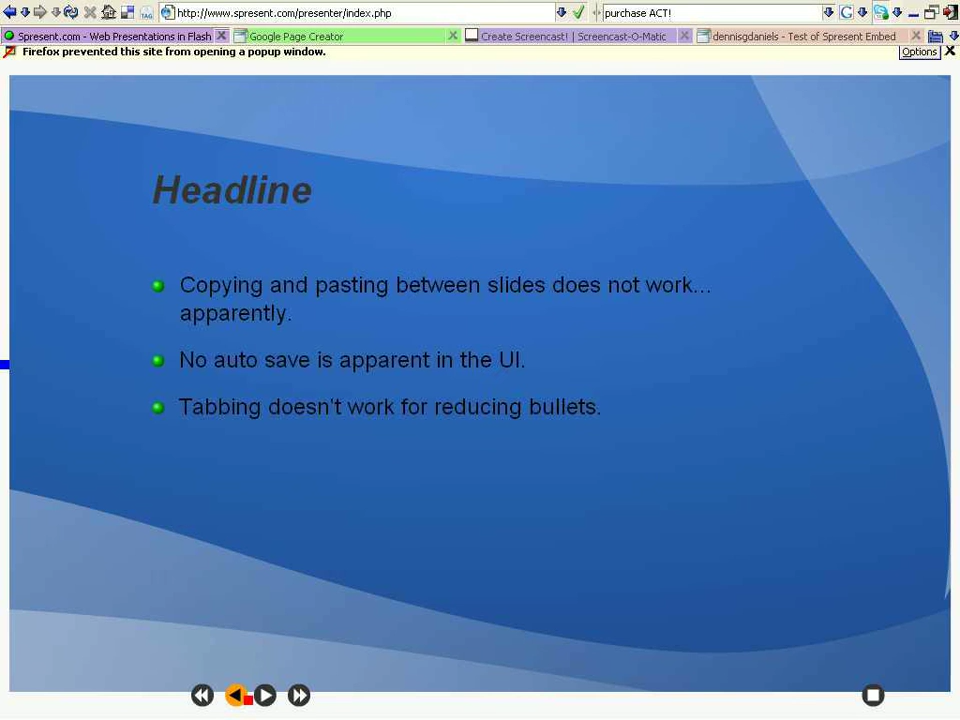 http://www.spresent.com/presenter/index.php
purchase ACT!
Spresent.com - Web Presentations in Flash
Google Page Creator
Create Screencast! | Screencast-O-Matic
dennisgdaniels - Test of Spresent Embed
Firefox prevented this site from opening a popup window.
Options
Headline
Copying and pasting between slides does not work...
apparently.
No auto save is apparent in the UI.
Tabbing doesn't work for reducing bullets.
TAG